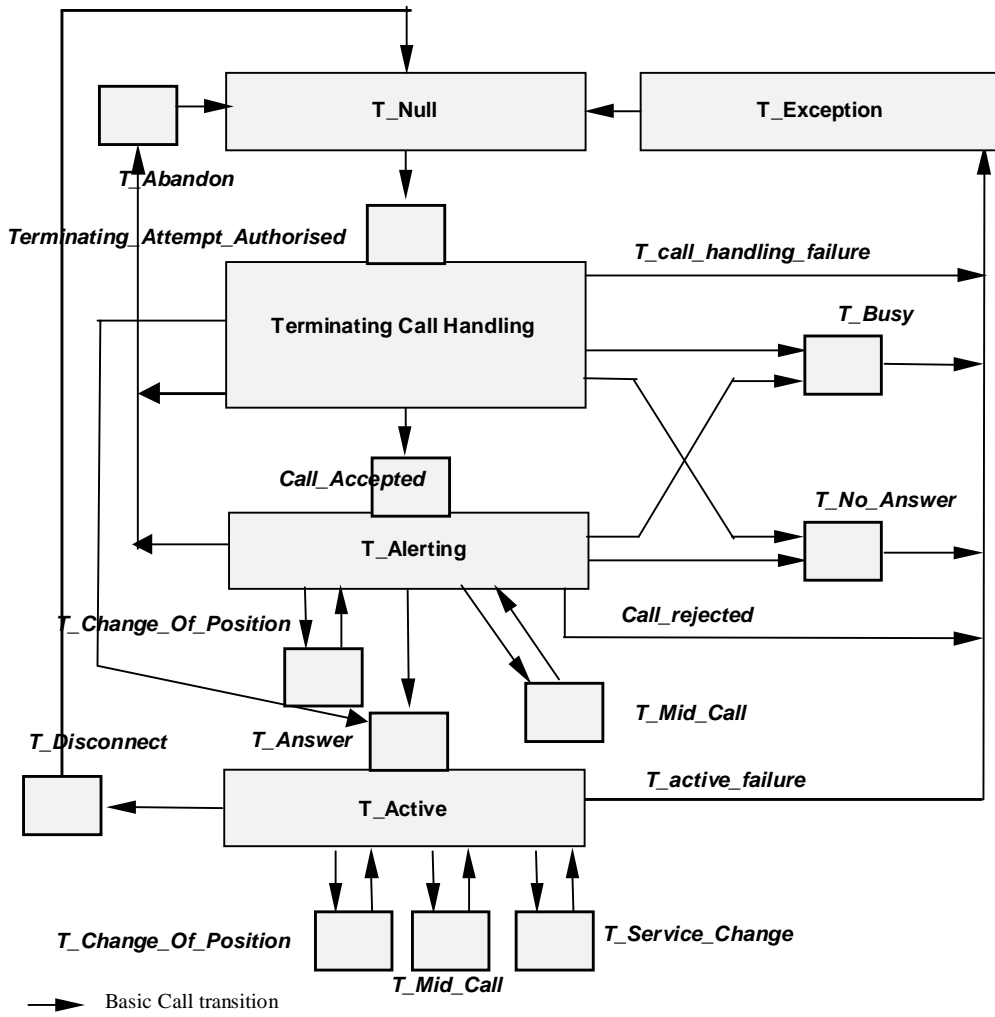 T_Null
T_Exception
T_Abandon
Terminating_Attempt_Authorised
T_call_handling_failure
Terminating Call Handling
T_Busy
Call_Accepted
T_No_Answer
T_Alerting
T_Change_Of_Position
Call_rejected
T_Mid_Call
T_Disconnect
T_Answer
T_active_failure
T_Active
T_Change_Of_Position
T_Service_Change
T_Mid_Call
Basic Call transition